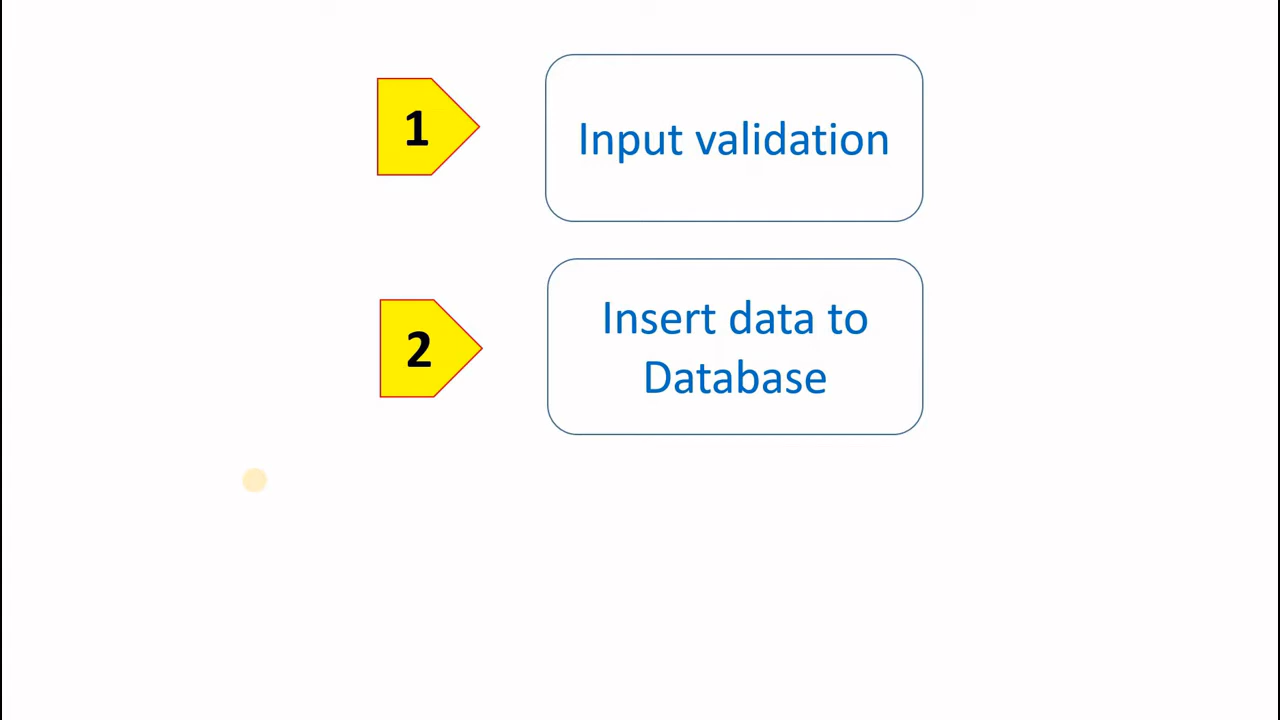 1
Input validation
2
Insert data to
Database